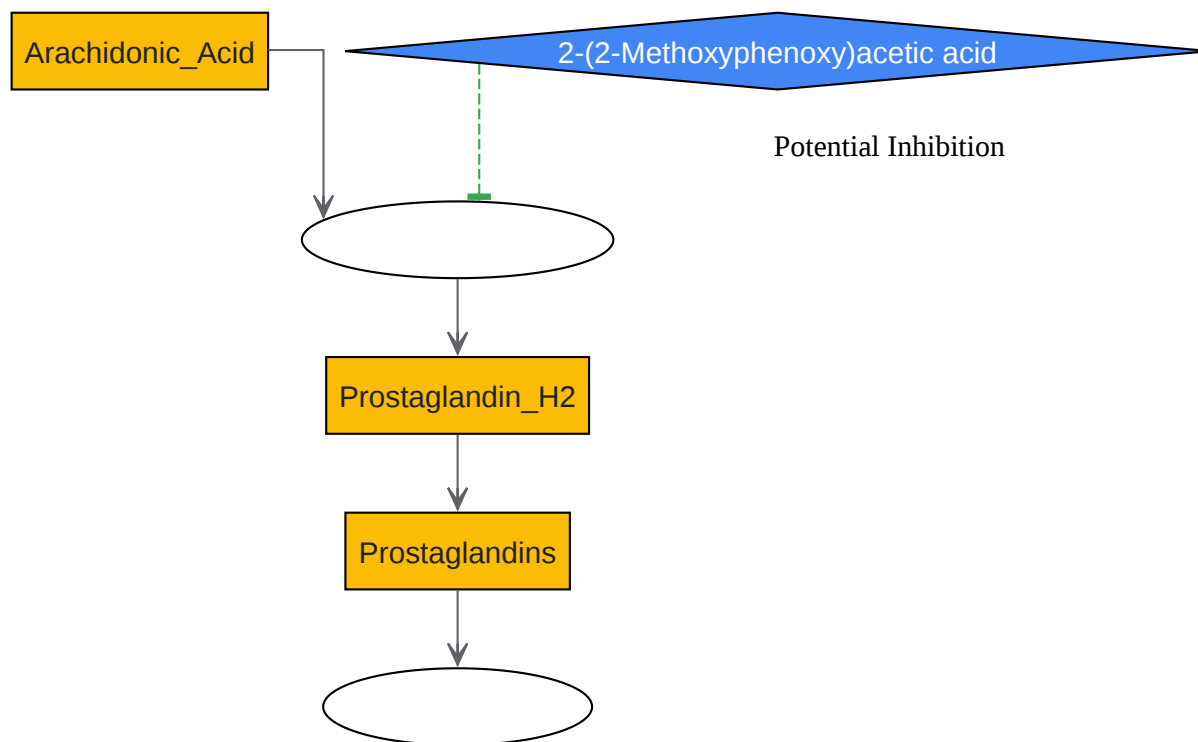 Arachidonic_Acid
2-(2-Methoxyphenoxy)acetic acid
Potential Inhibition
Prostaglandin_H2
Prostaglandins